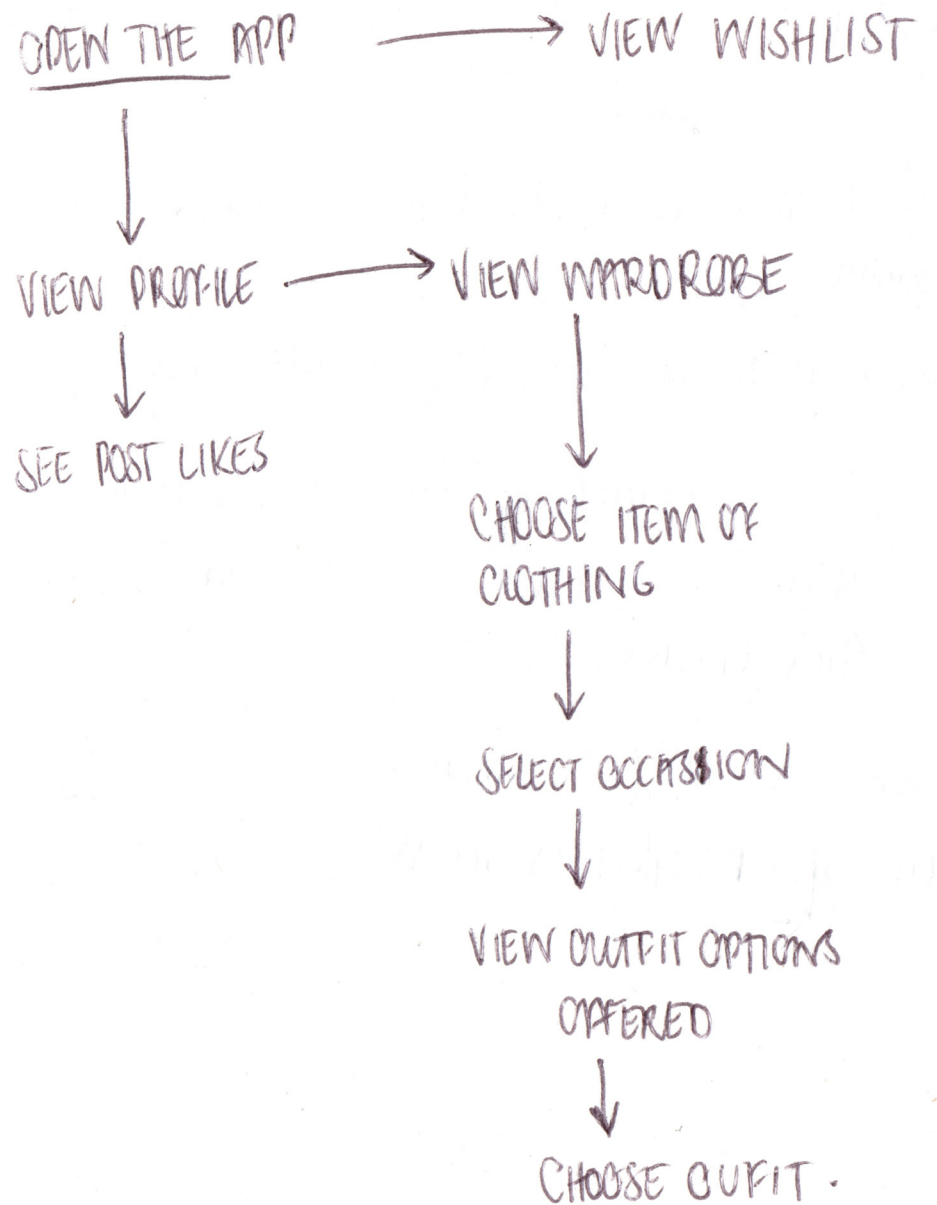 OPEN THE APP
VIEW WISHLIST
VIEW PROFILE
VIEW WARDROBE
SEE POST LIKES
CHOOSE ITEM OF
CLOTHING
SELECT OCCASSION
VIEW OUTFIT OPTIONS
OFFERED
CHOOSE OUFIT.